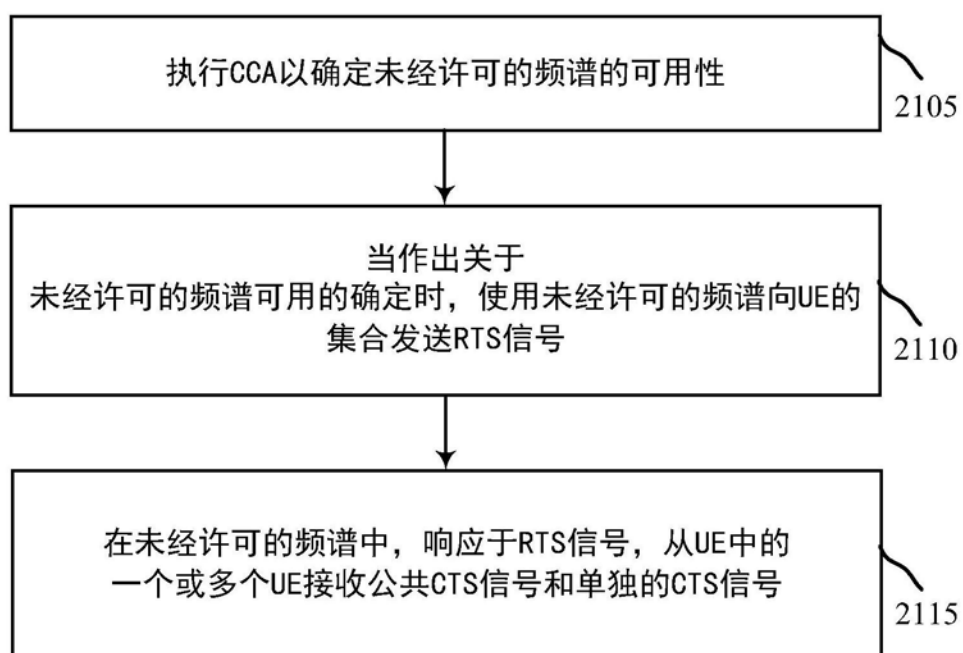 执行CCA以确定未经许可的频谱的可用性
2105
当作出关于
未经许可的频谱可用的确定时，使用未经许可的频谱向UE的
集合发送RTS信号
2110
在未经许可的频谱中，响应于RTS信号，从UE中的
一个或多个UE接收公共CTS信号和单独的CTS信号
2115